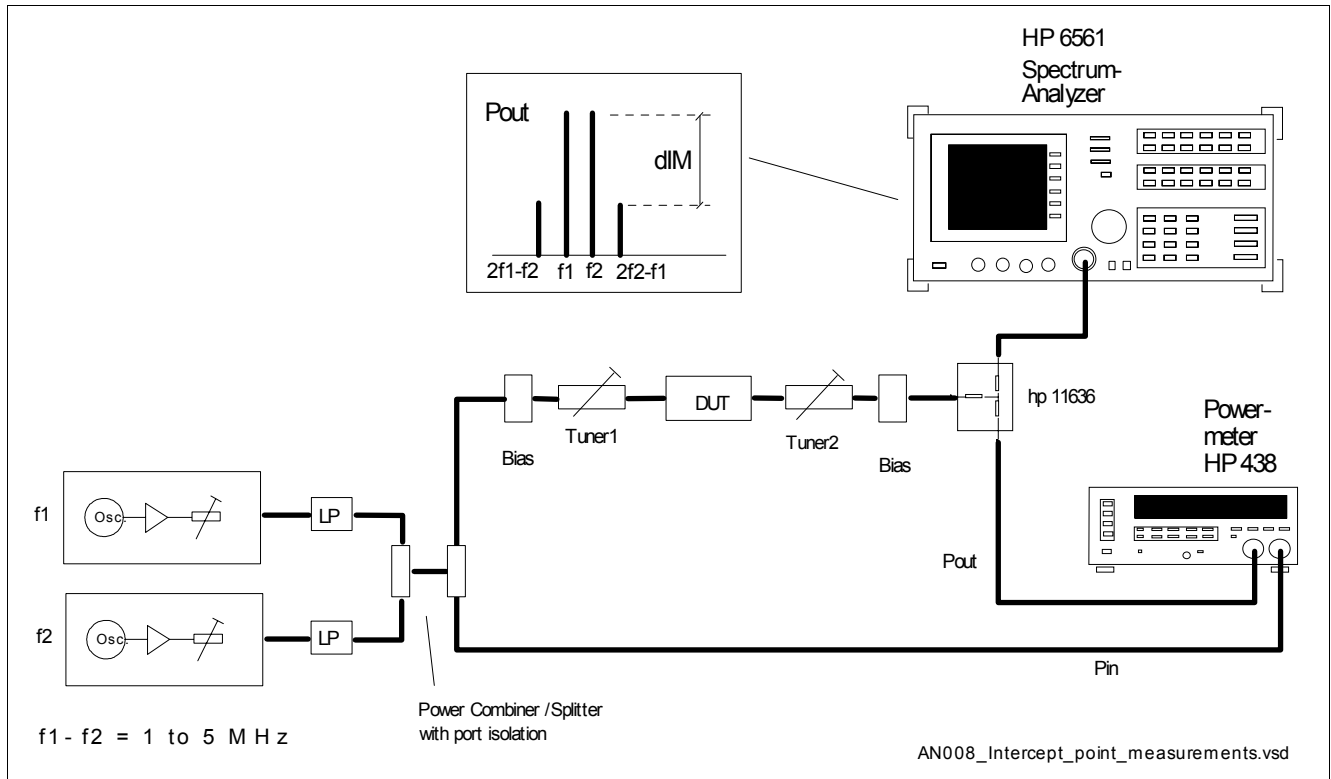 HP 6561
Spectrum-
Analyzer
Pout
dIM
2f1-f2 f1 f2 2f2-f1
hp 11636
DUT
Tuner1
Tuner2
Bias
Bias
Power-
meter
HP 438
f1
Osc.
LP
Pout
f2
Osc.
LP
Pin
Power Combiner /Splitter
with port isolation
f1 - f2 = 1 to 5 MHz
AN008_Intercept_point_measurements.vsd